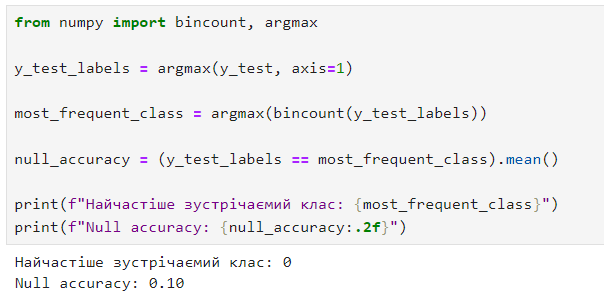 from numpy import bincount, argmax
y_test_labels = argmax(y_test, axis=1)
most_frequent_class = argmax(bincount(y_test_labels))
null_accuracy = (y_test_labels == most_frequent_class).mean()
print(f"Найчастіше зустрічаємий клас: {most_frequent_class}")
print(f"Null accuracy: {null_accuracy:.2f}")
Найчастіше зустрічаємий клас: 0
Null accuracy: 0.10